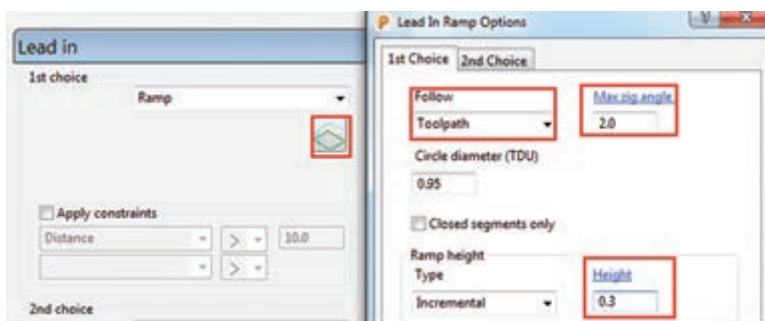 Lead in
1st choice
Ramp
Apply constraints
Distance > 10.0
>
2nd choice
Lead In Ramp Options
1st Choice 2nd Choice
Follow Max zig angle
Toolpath 2.0
Circle diameter (TDU)
0.95
Closed segments only
Ramp height
Type Height
Incremental 0.3